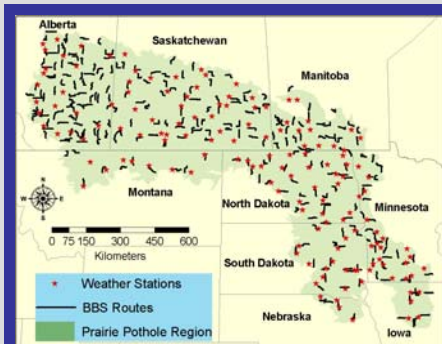 Alberta
Saskatchewan
Manitoba
Montana
North Dakota
Minnesota
South Dakota
Nebraska
Iowa
N
W E
S
0 75 150 300 450 600
Kilometers
Weather Stations
BBS Routes
Prairie Pothole Region